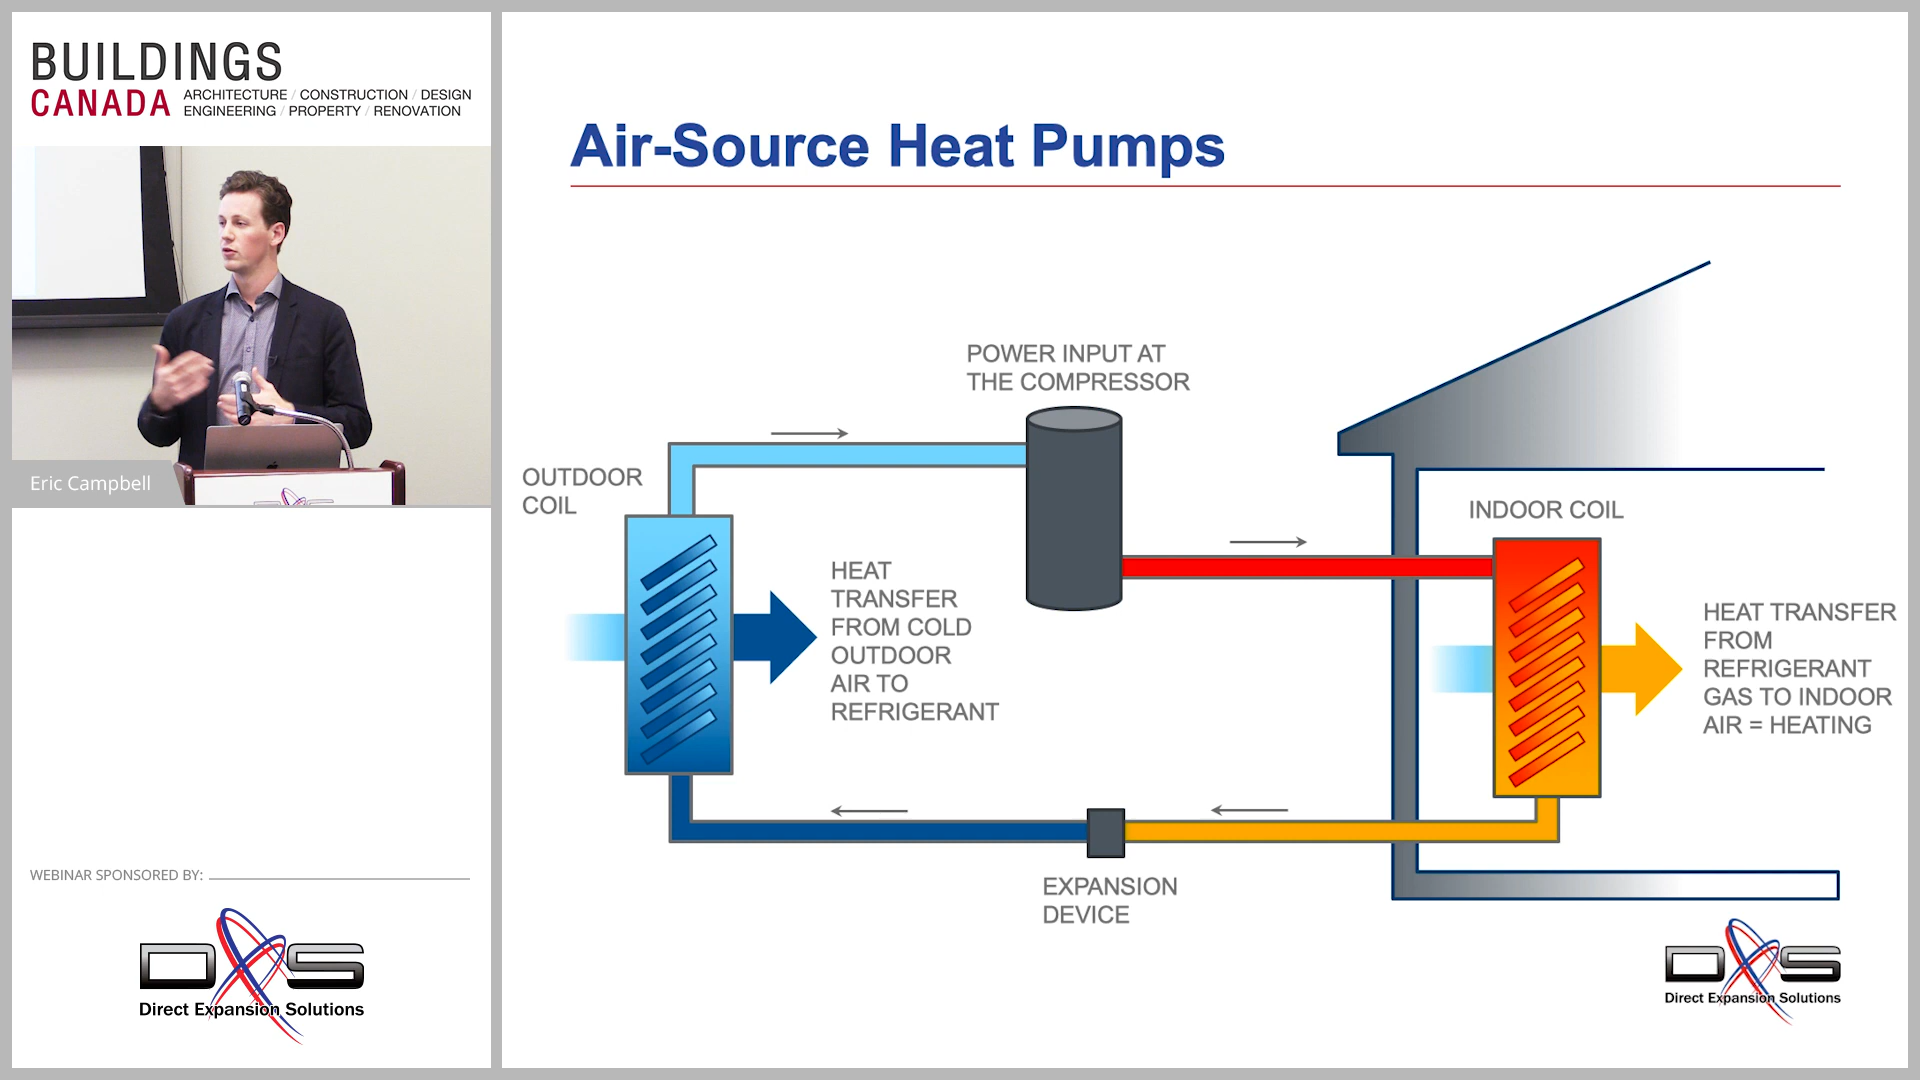 BUILDINGS
CANADA
ARCHITECTURE / CONSTRUCTION / DESIGN
ENGINEERING / PROPERTY / RENOVATION
Eric Campbell
WEBINAR SPONSORED BY:
DXS
Direct Expansion Solutions
Air-Source Heat Pumps
POWER INPUT AT
THE COMPRESSOR
OUTDOOR
COIL
HEAT
TRANSFER
FROM COLD
OUTDOOR
AIR TO
REFRIGERANT
INDOOR COIL
HEAT TRANSFER
FROM
REFRIGERANT
GAS TO INDOOR
AIR = HEATING
EXPANSION
DEVICE
DXS
Direct Expansion Solutions